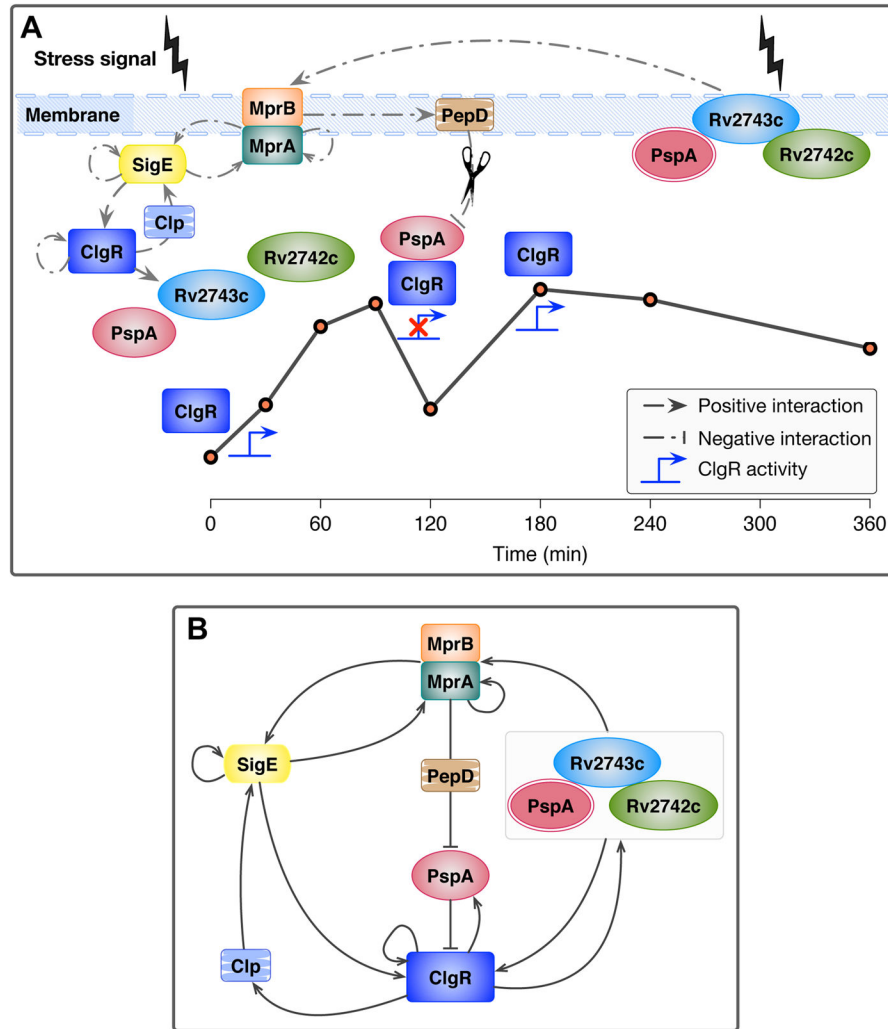 A
Stress signal
Membrane
MprB
MprA
PepD
Rv2743c
PspA
Rv2742c
SigE
Clp
ClgR
Rv2743c
Rv2742c
PspA
PspA
ClgR
ClgR
ClgR
Positive interaction
Negative interaction
ClgR activity
0 60 120 180 240 300 360
Time (min)
B
MprB
MprA
SigE
PepD
Rv2743c
PspA
Rv2742c
PspA
Clp
ClgR